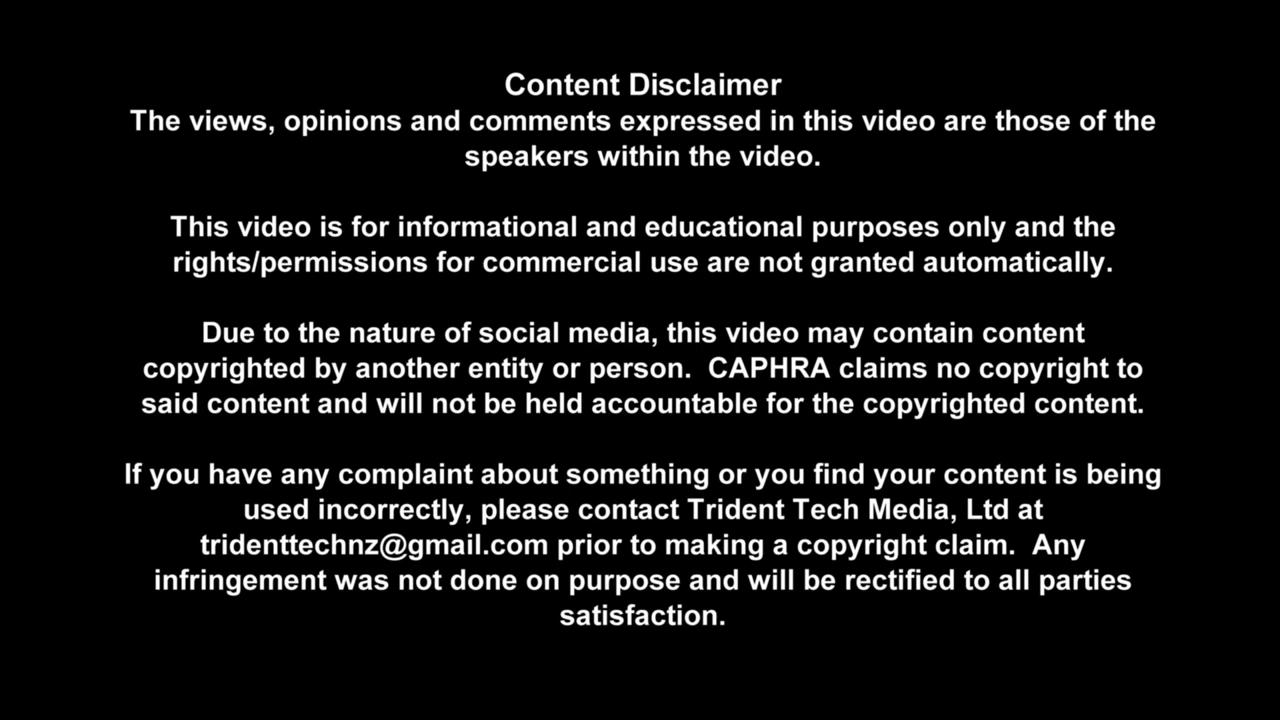 Content Disclaimer
The views, opinions and comments expressed in this video are those of the
speakers within the video.
This video is for informational and educational purposes only and the
rights/permissions for commercial use are not granted automatically.
Due to the nature of social media, this video may contain content
copyrighted by another entity or person.  CAPHRA claims no copyright to
said content and will not be held accountable for the copyrighted content.
If you have any complaint about something or you find your content is being
used incorrectly, please contact Trident Tech Media, Ltd at
tridenttechnz@gmail.com prior to making a copyright claim.  Any
infringement was not done on purpose and will be rectified to all parties
satisfaction.